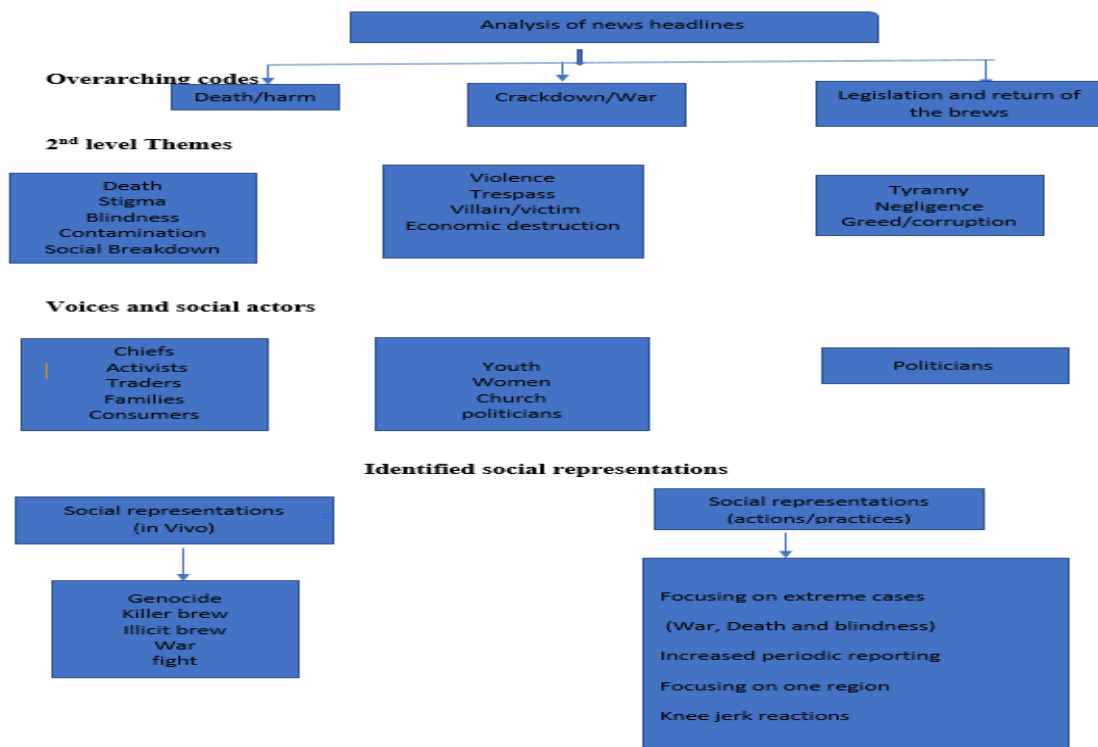 Analysis of news headlines
Overarching codes
Death/harm
Crackdown/War
Legislation and return of
the brews
2nd level Themes
Death
Stigma
Blindness
Contamination
Social Breakdown
Violence
Trespass
Villain/victim
Economic destruction
Tyranny
Negligence
Greed/corruption
Voices and social actors
Chiefs
Activists
Traders
Families
Consumers
Youth
Women
Church
politicians
Politicians
Identified social representations
Social representations
(in Vivo)
Genocide
Killer brew
Illicit brew
War
fight
Social representations
(actions/practices)
Focusing on extreme cases
(War, Death and blindness)
Increased periodic reporting
Focusing on one region
Knee jerk reactions